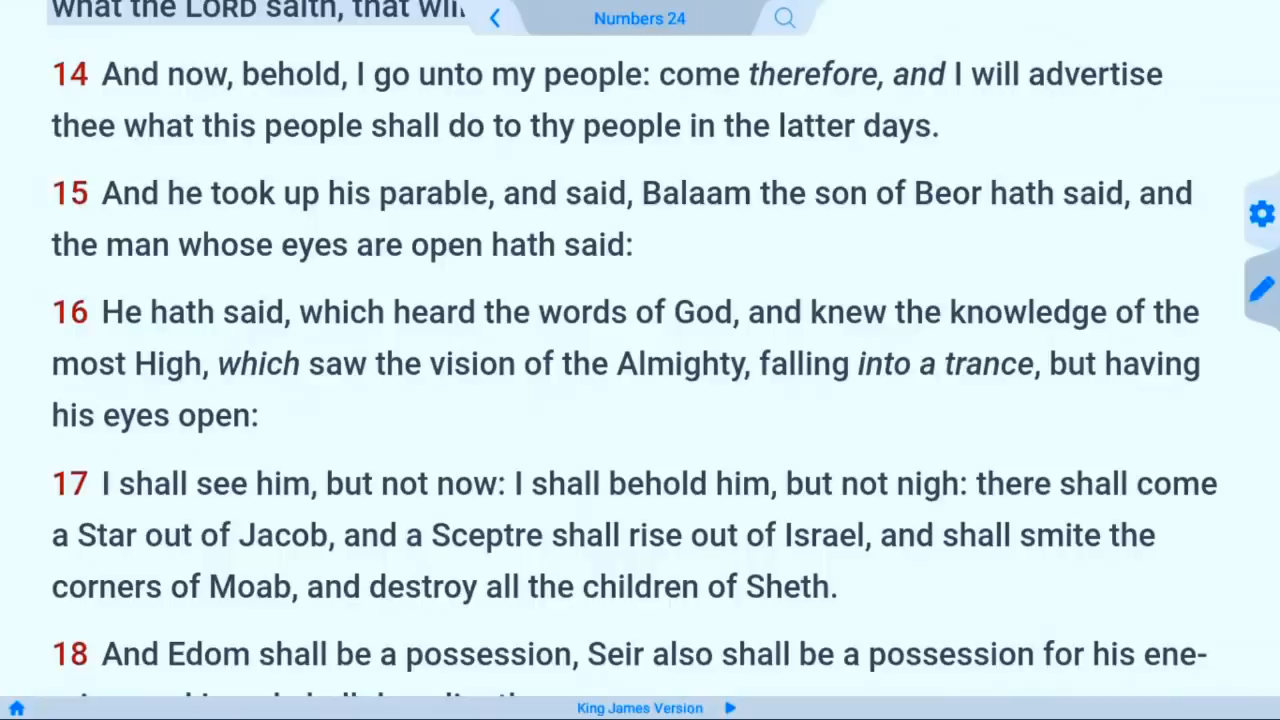 what the LORD saith, that will
Numbers 24
14 And now, behold, I go unto my people: come therefore, and I will advertise
thee what this people shall do to thy people in the latter days.
15 And he took up his parable, and said, Balaam the son of Beor hath said, and
the man whose eyes are open hath said:
16 He hath said, which heard the words of God, and knew the knowledge of the
most High, which saw the vision of the Almighty, falling into a trance, but having
his eyes open:
17 I shall see him, but not now: I shall behold him, but not nigh: there shall come
a Star out of Jacob, and a Sceptre shall rise out of Israel, and shall smite the
corners of Moab, and destroy all the children of Sheth.
18 And Edom shall be a possession, Seir also shall be a possession for his ene-
King James Version